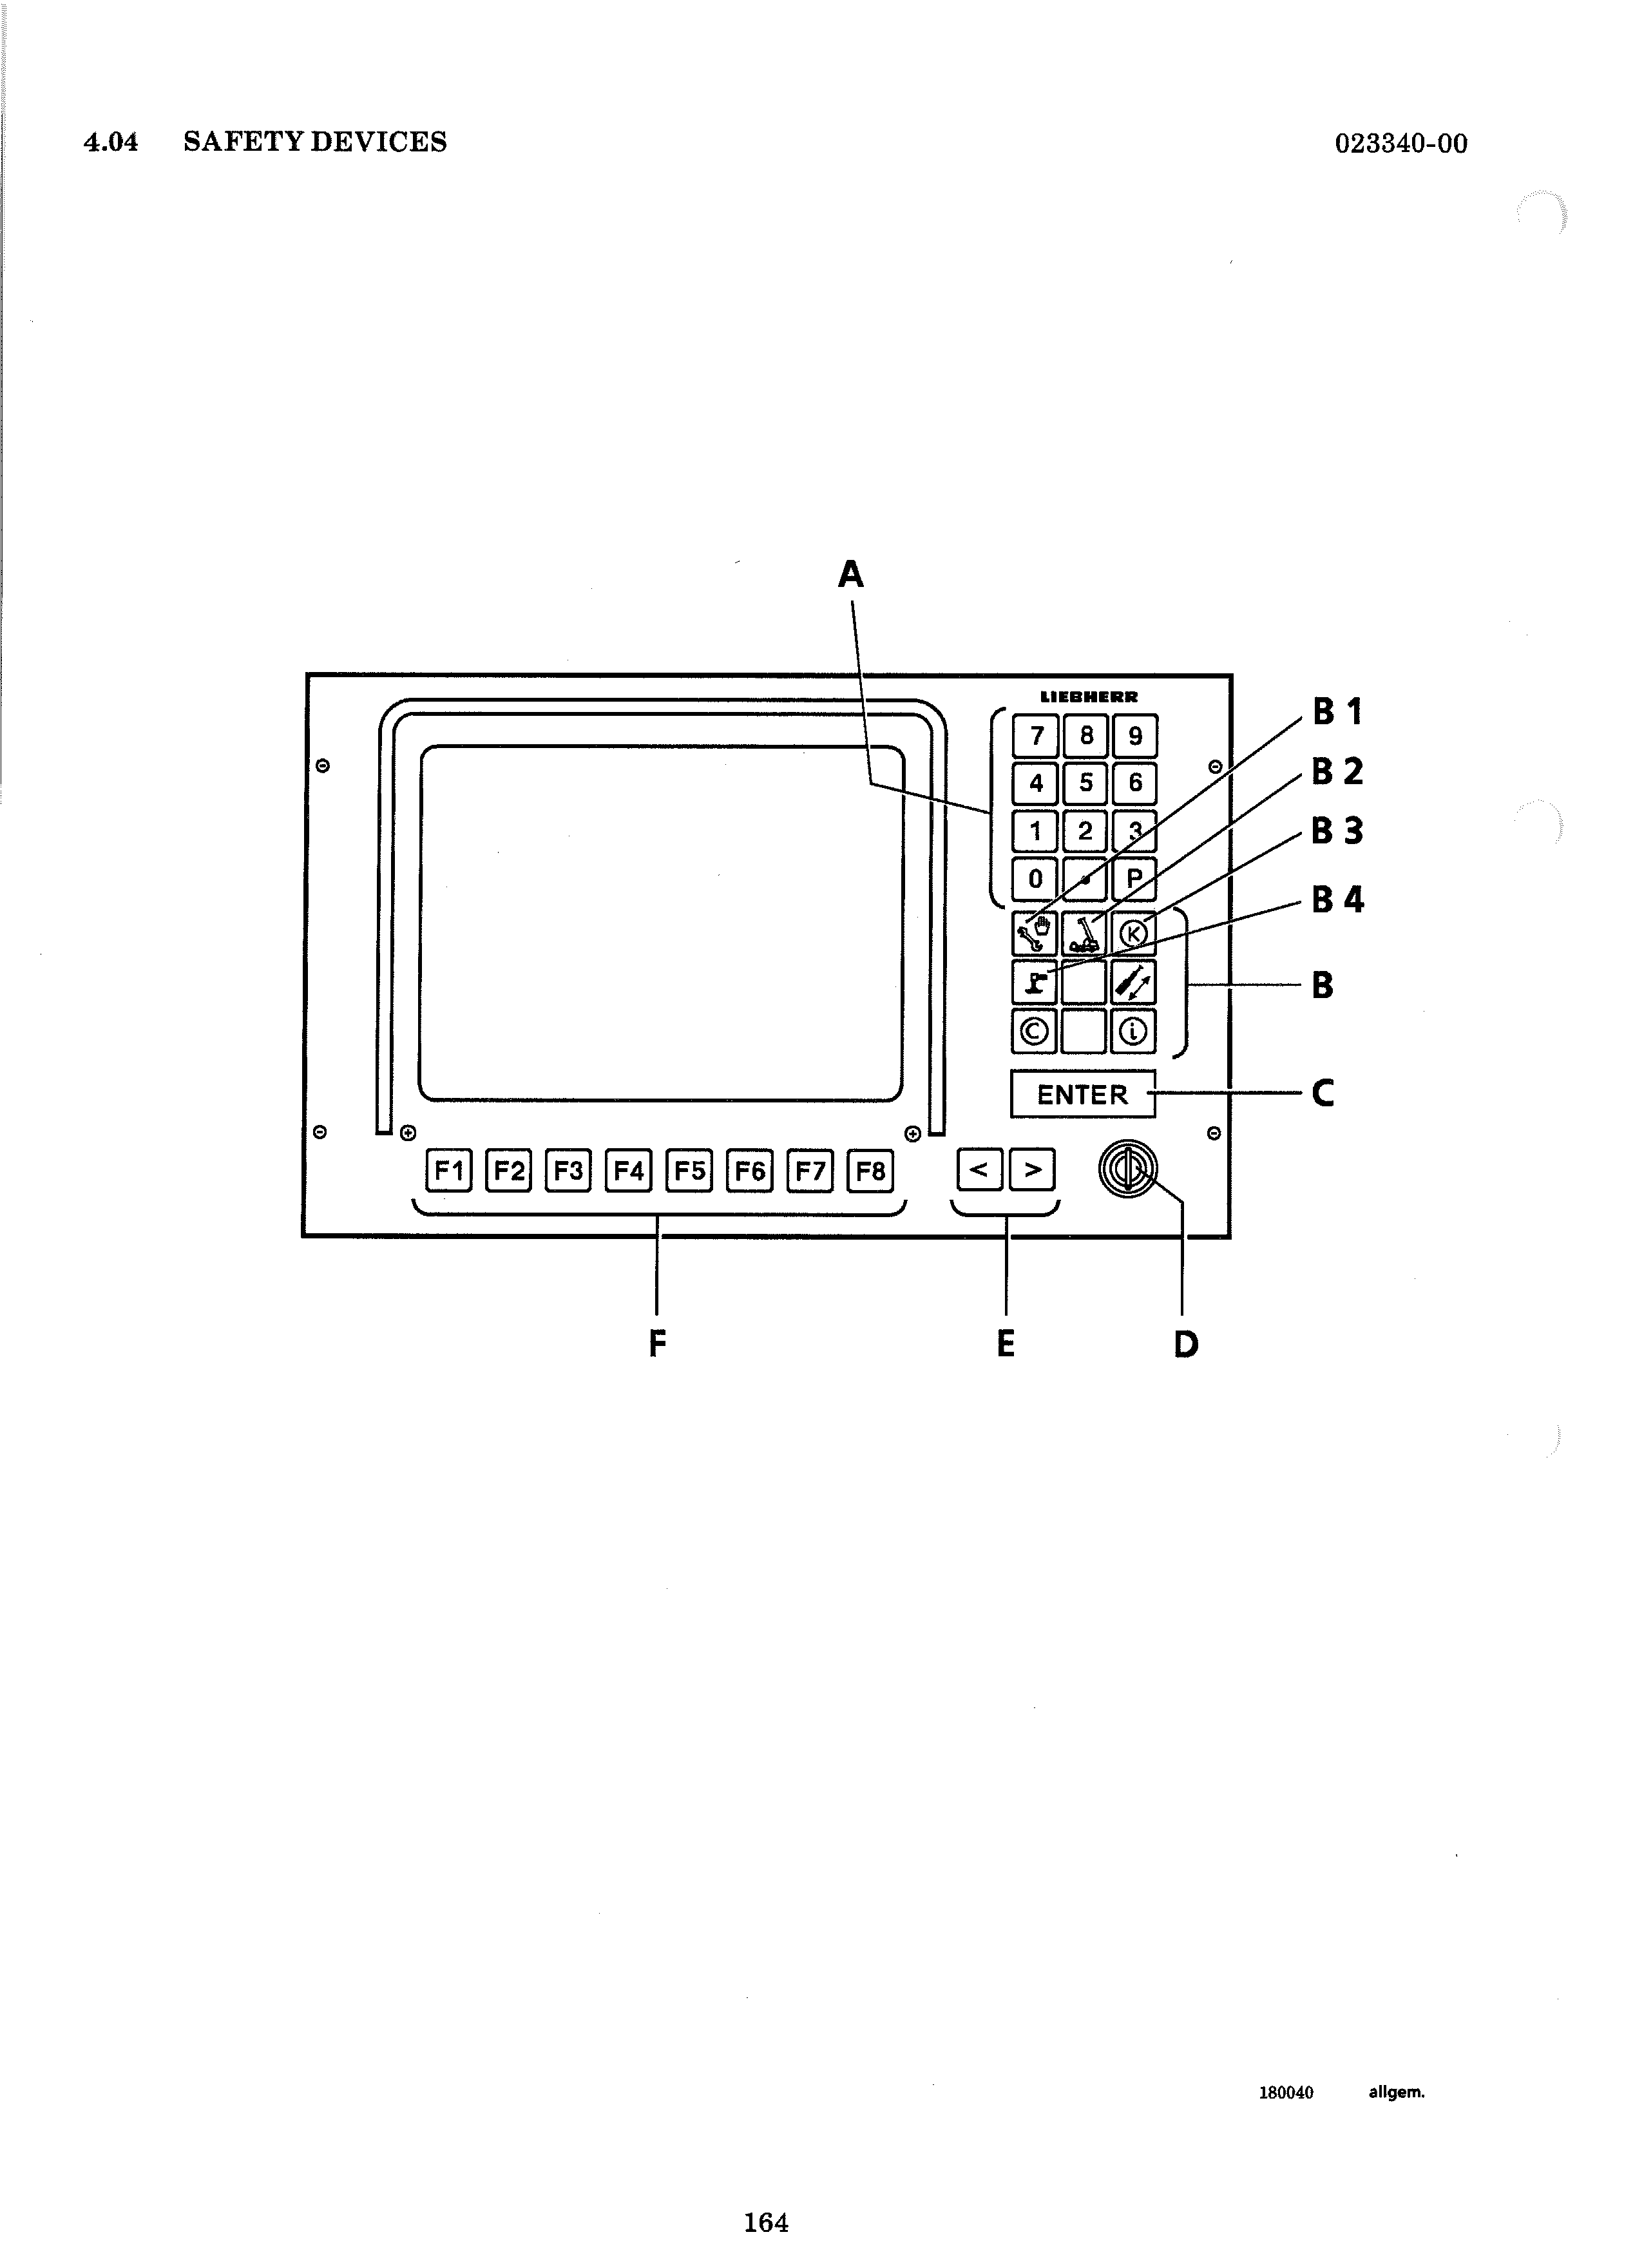 4.04 SAFETY DEVICES 023340-00
A
LIEBHERR
B 1
7 8 9
B 2
4 5 6
B 3
1 2 3
0 . P
B 4
K
B
C i
ENTER
C
F1 F2 F3 F4 F5 F6 F7 F8 < >
F E D
180040 allgem.
164